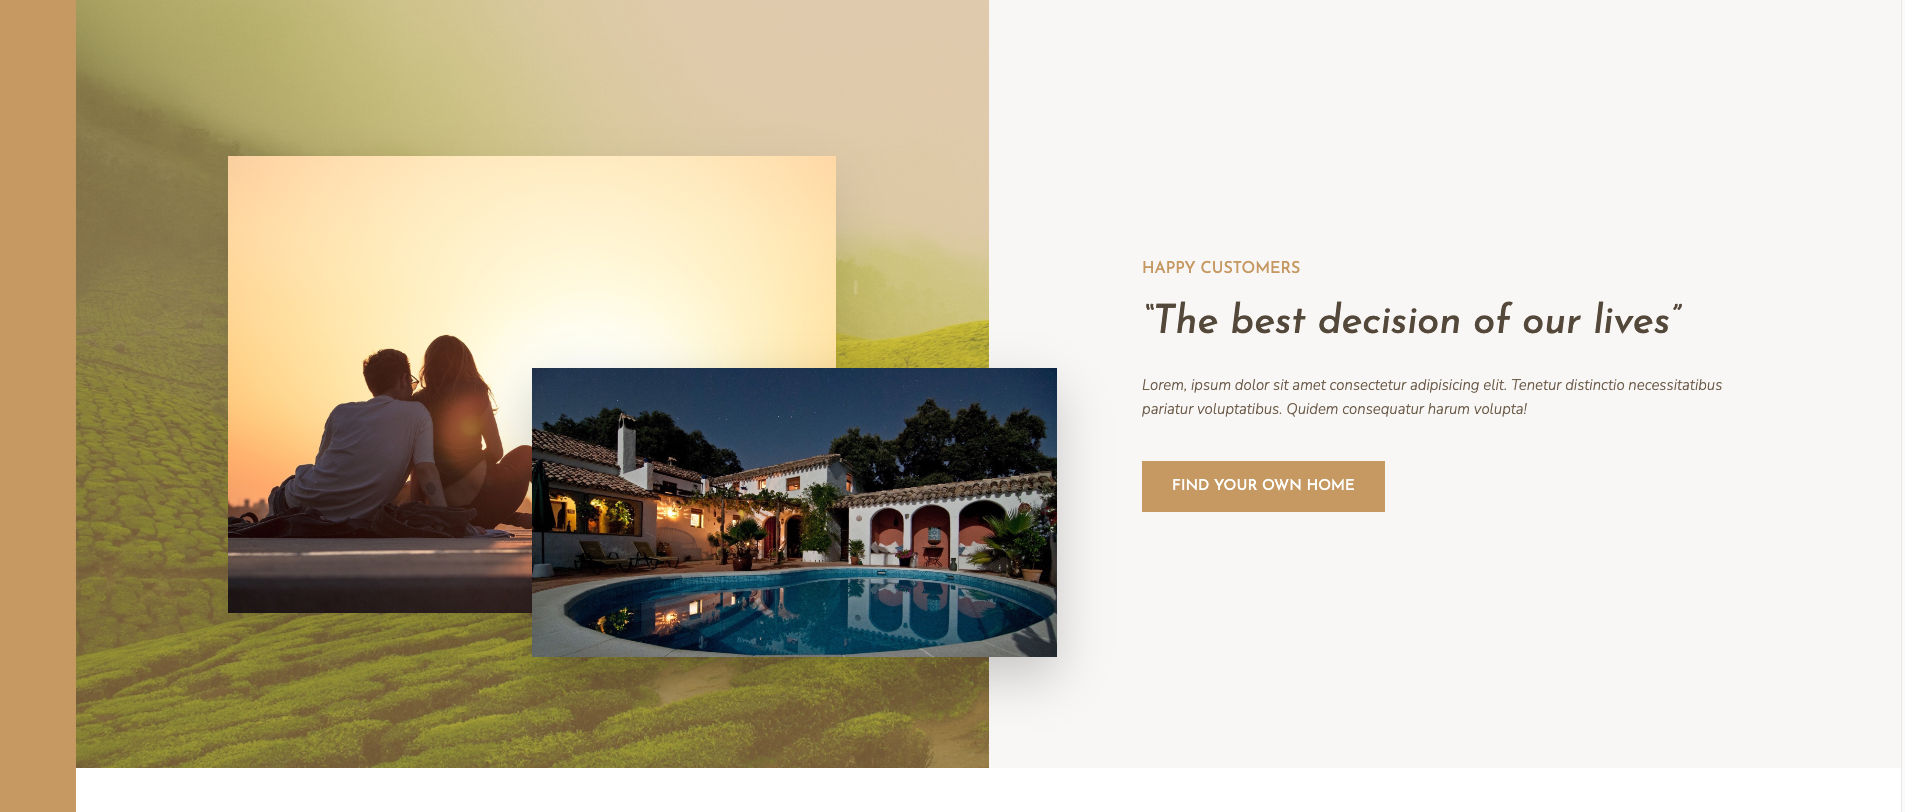 HAPPY CUSTOMERS
“The best decision of our lives”
Lorem, ipsum dolor sit amet consectetur adipisicing elit. Tenetur distinctio necessitatibus
pariatur voluptatibus. Quidem consequatur harum volupta!
FIND YOUR OWN HOME